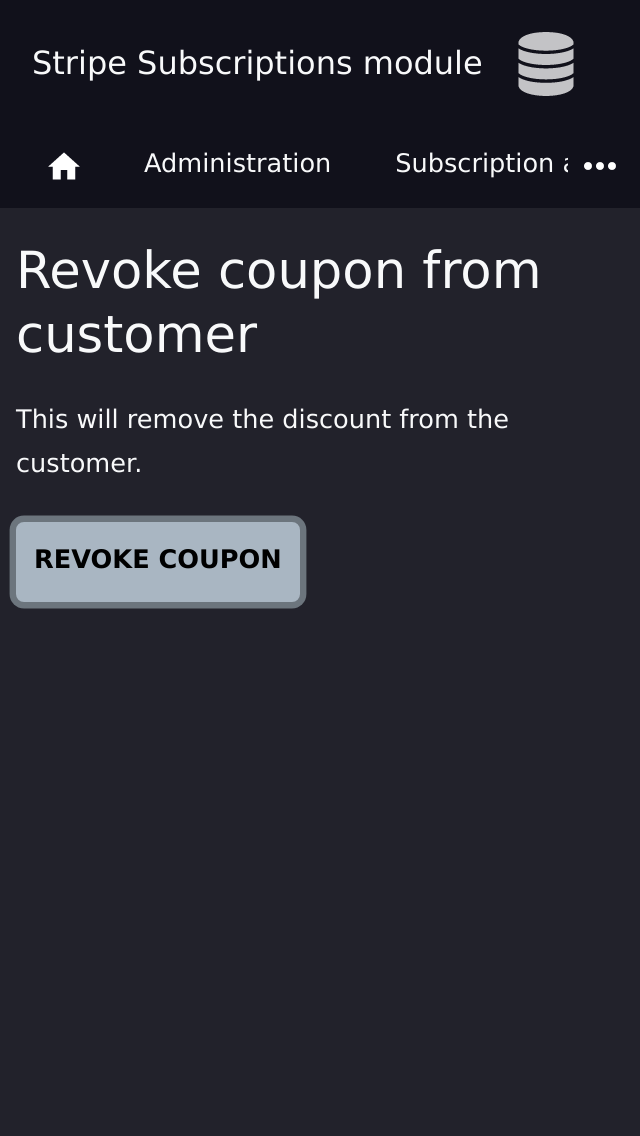 Stripe Subscriptions module
Administration
Subscription
Revoke coupon from
customer
This will remove the discount from the
customer.
REVOKE COUPON